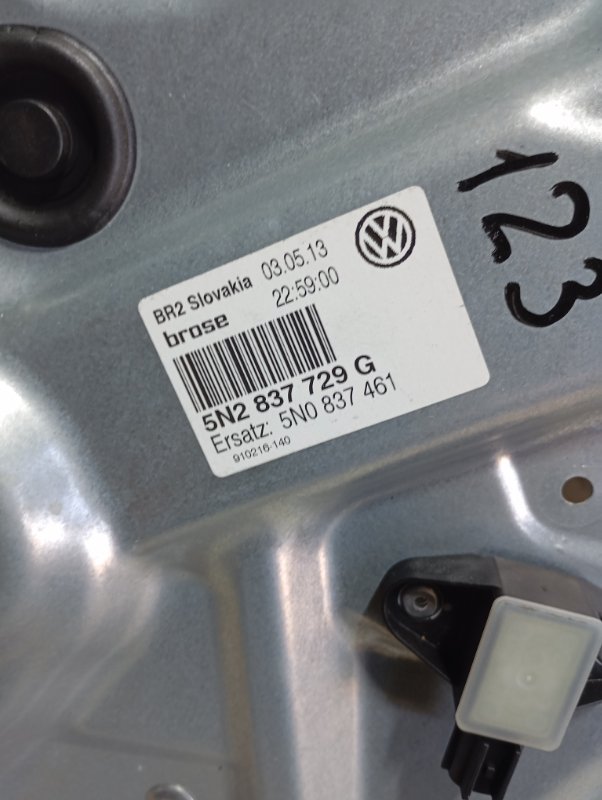 BR2 Slovakia 03.05.13
brose 22:59:00
5N2 837 729 G
Ersatz: 5N0 837 461
910216-140
123